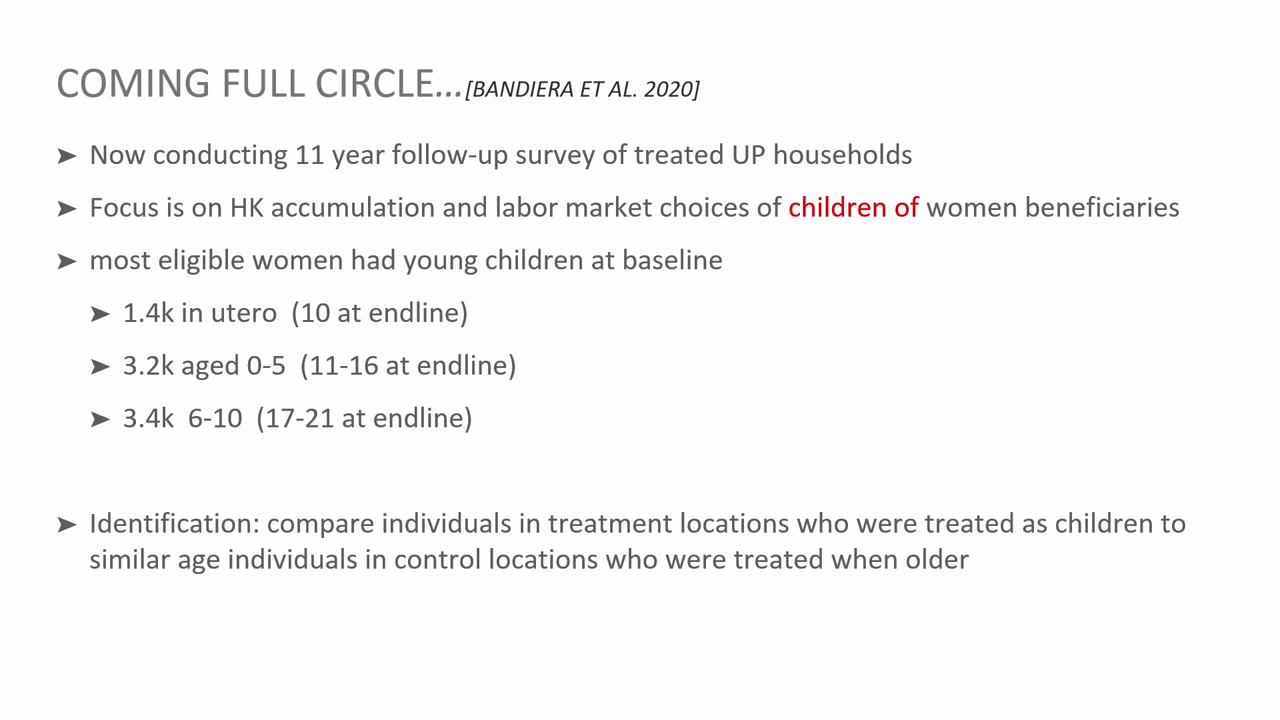 COMING FULL CIRCLE…[BANDIERA ET AL. 2020]
➤ Now conducting 11 year follow-up survey of treated UP households
➤ Focus is on HK accumulation and labor market choices of children of women beneficiaries
➤ most eligible women had young children at baseline
➤ 1.4k in utero (10 at endline)
➤ 3.2k aged 0-5 (11-16 at endline)
➤ 3.4k 6-10 (17-21 at endline)
➤ Identification: compare individuals in treatment locations who were treated as children to
similar age individuals in control locations who were treated when older